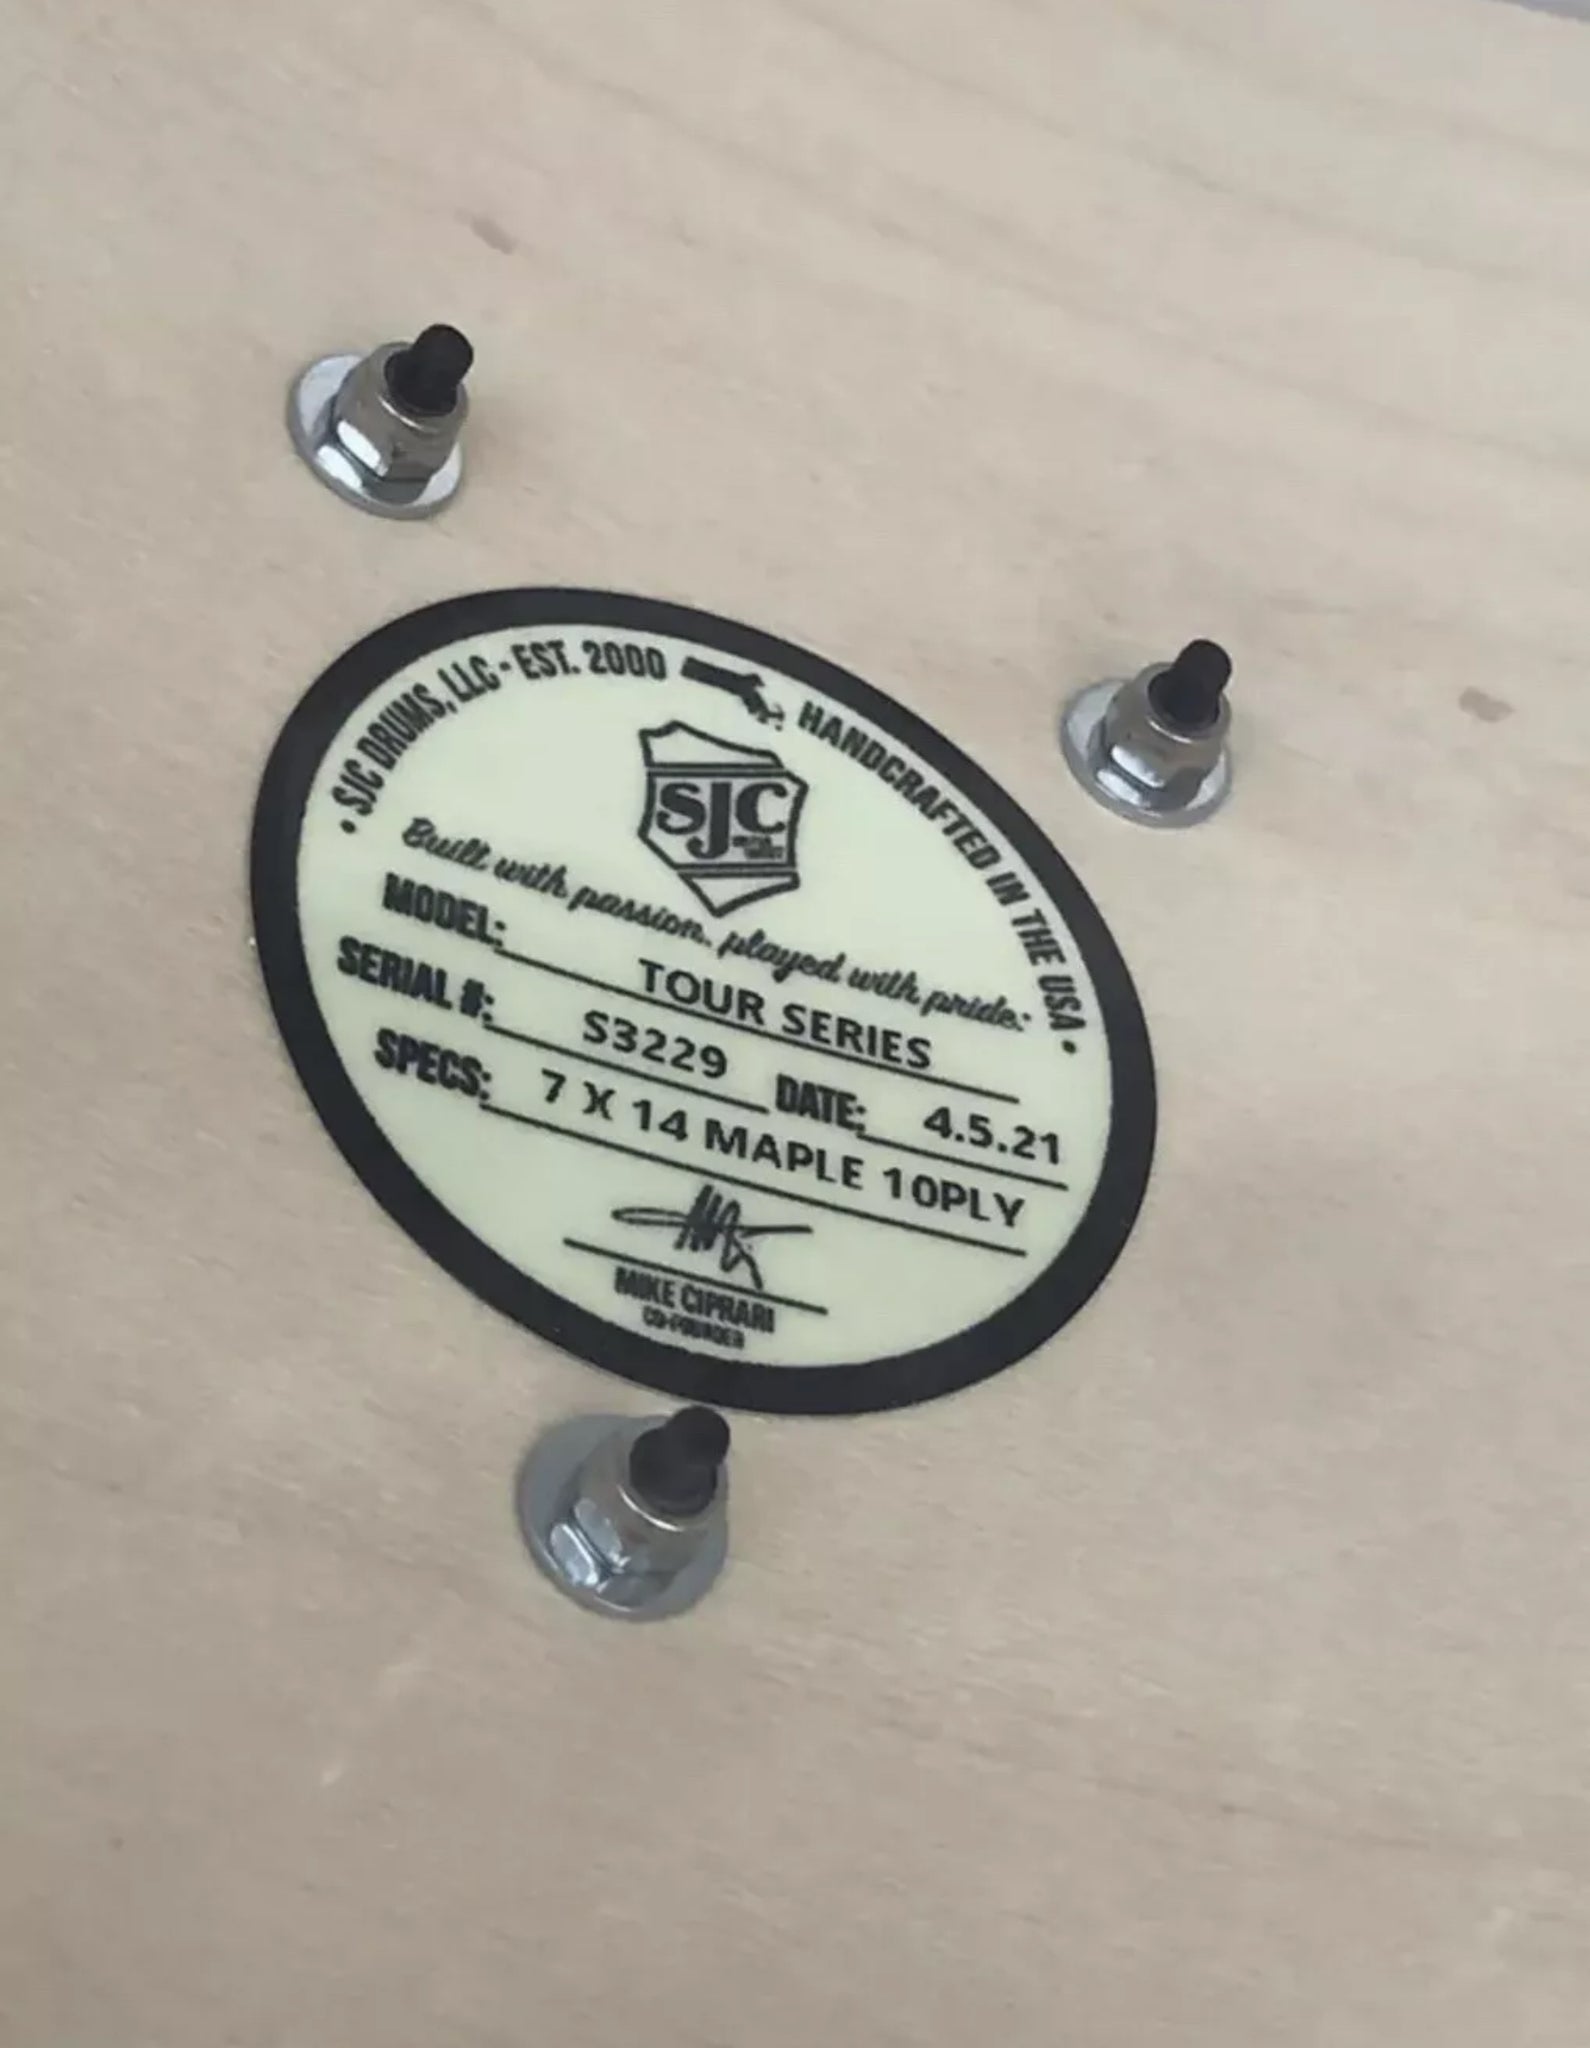 • SJC DRUMS, LLC - EST. 2000
HANDCRAFTED IN THE USA •
SJC
Built with passion, played with pride.
MODEL: TOUR SERIES
SERIAL #: S3229 DATE: 4.5.21
SPECS: 7 X 14 MAPLE 10PLY
MIKE CIPRARI
CO-FOUNDER